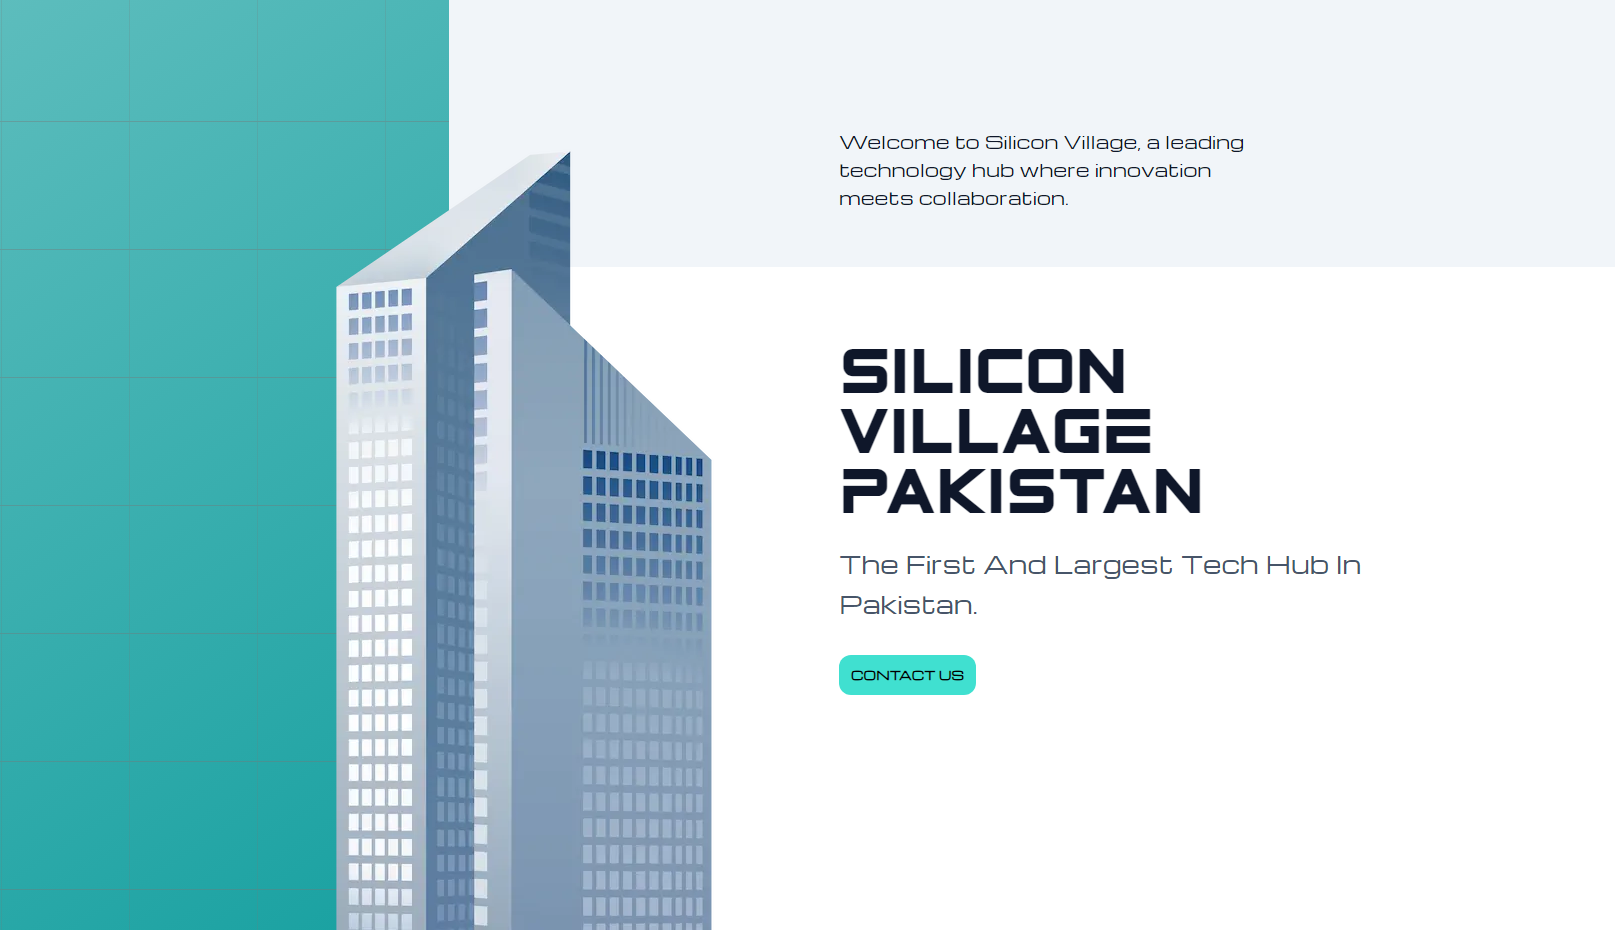 Welcome to Silicon Village, a leading
technology hub where innovation
meets collaboration.
SILICON
VILLAGE
PAKISTAN
The First And Largest Tech Hub In
Pakistan.
CONTACT US